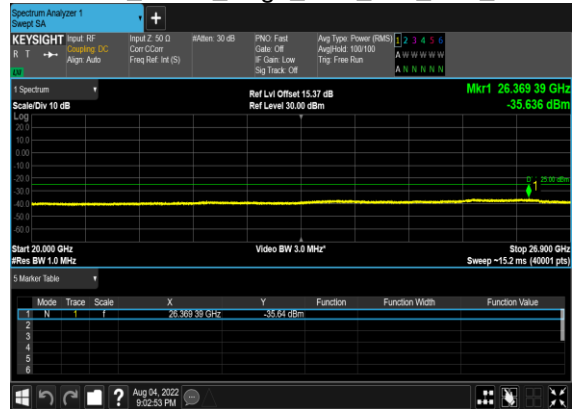 Spectrum Analyzer 1
Swept SA
+
KEYSIGHT Input: RF Input Z: 50 Ω #Atten: 30 dB PNO: Fast Avg Type: Power (RMS) 1 2 3 4 5 6
R T Coupling: DC Corr CCorr Gate: Off Avg|Hold: 100/100 A W W W W W
Align: Auto Freq Ref: Int (S) IF Gain: Low Trig: Free Run
Sig Track: Off A N N N N N
1 Spectrum Ref Lvl Offset 15.37 dB Mkr1 26.369 39 GHz
Scale/Div 10 dB Ref Level 30.00 dBm -35.636 dBm
Log
20.0
10.0
0.00
-10.0
-20.0
-30.0
-40.0
-50.0
-60.0
1
Start 20.000 GHz Video BW 3.0 MHz* Stop 26.900 GHz
#Res BW 1.0 MHz Sweep ~15.2 ms (40001 pts)
5 Marker Table
Mode Trace Scale X Y Function Function Width Function Value
1 N 1 f 26.369 39 GHz -35.64 dBm
2
3
4
5
6
? Aug 04, 2022
9:02:53 PM